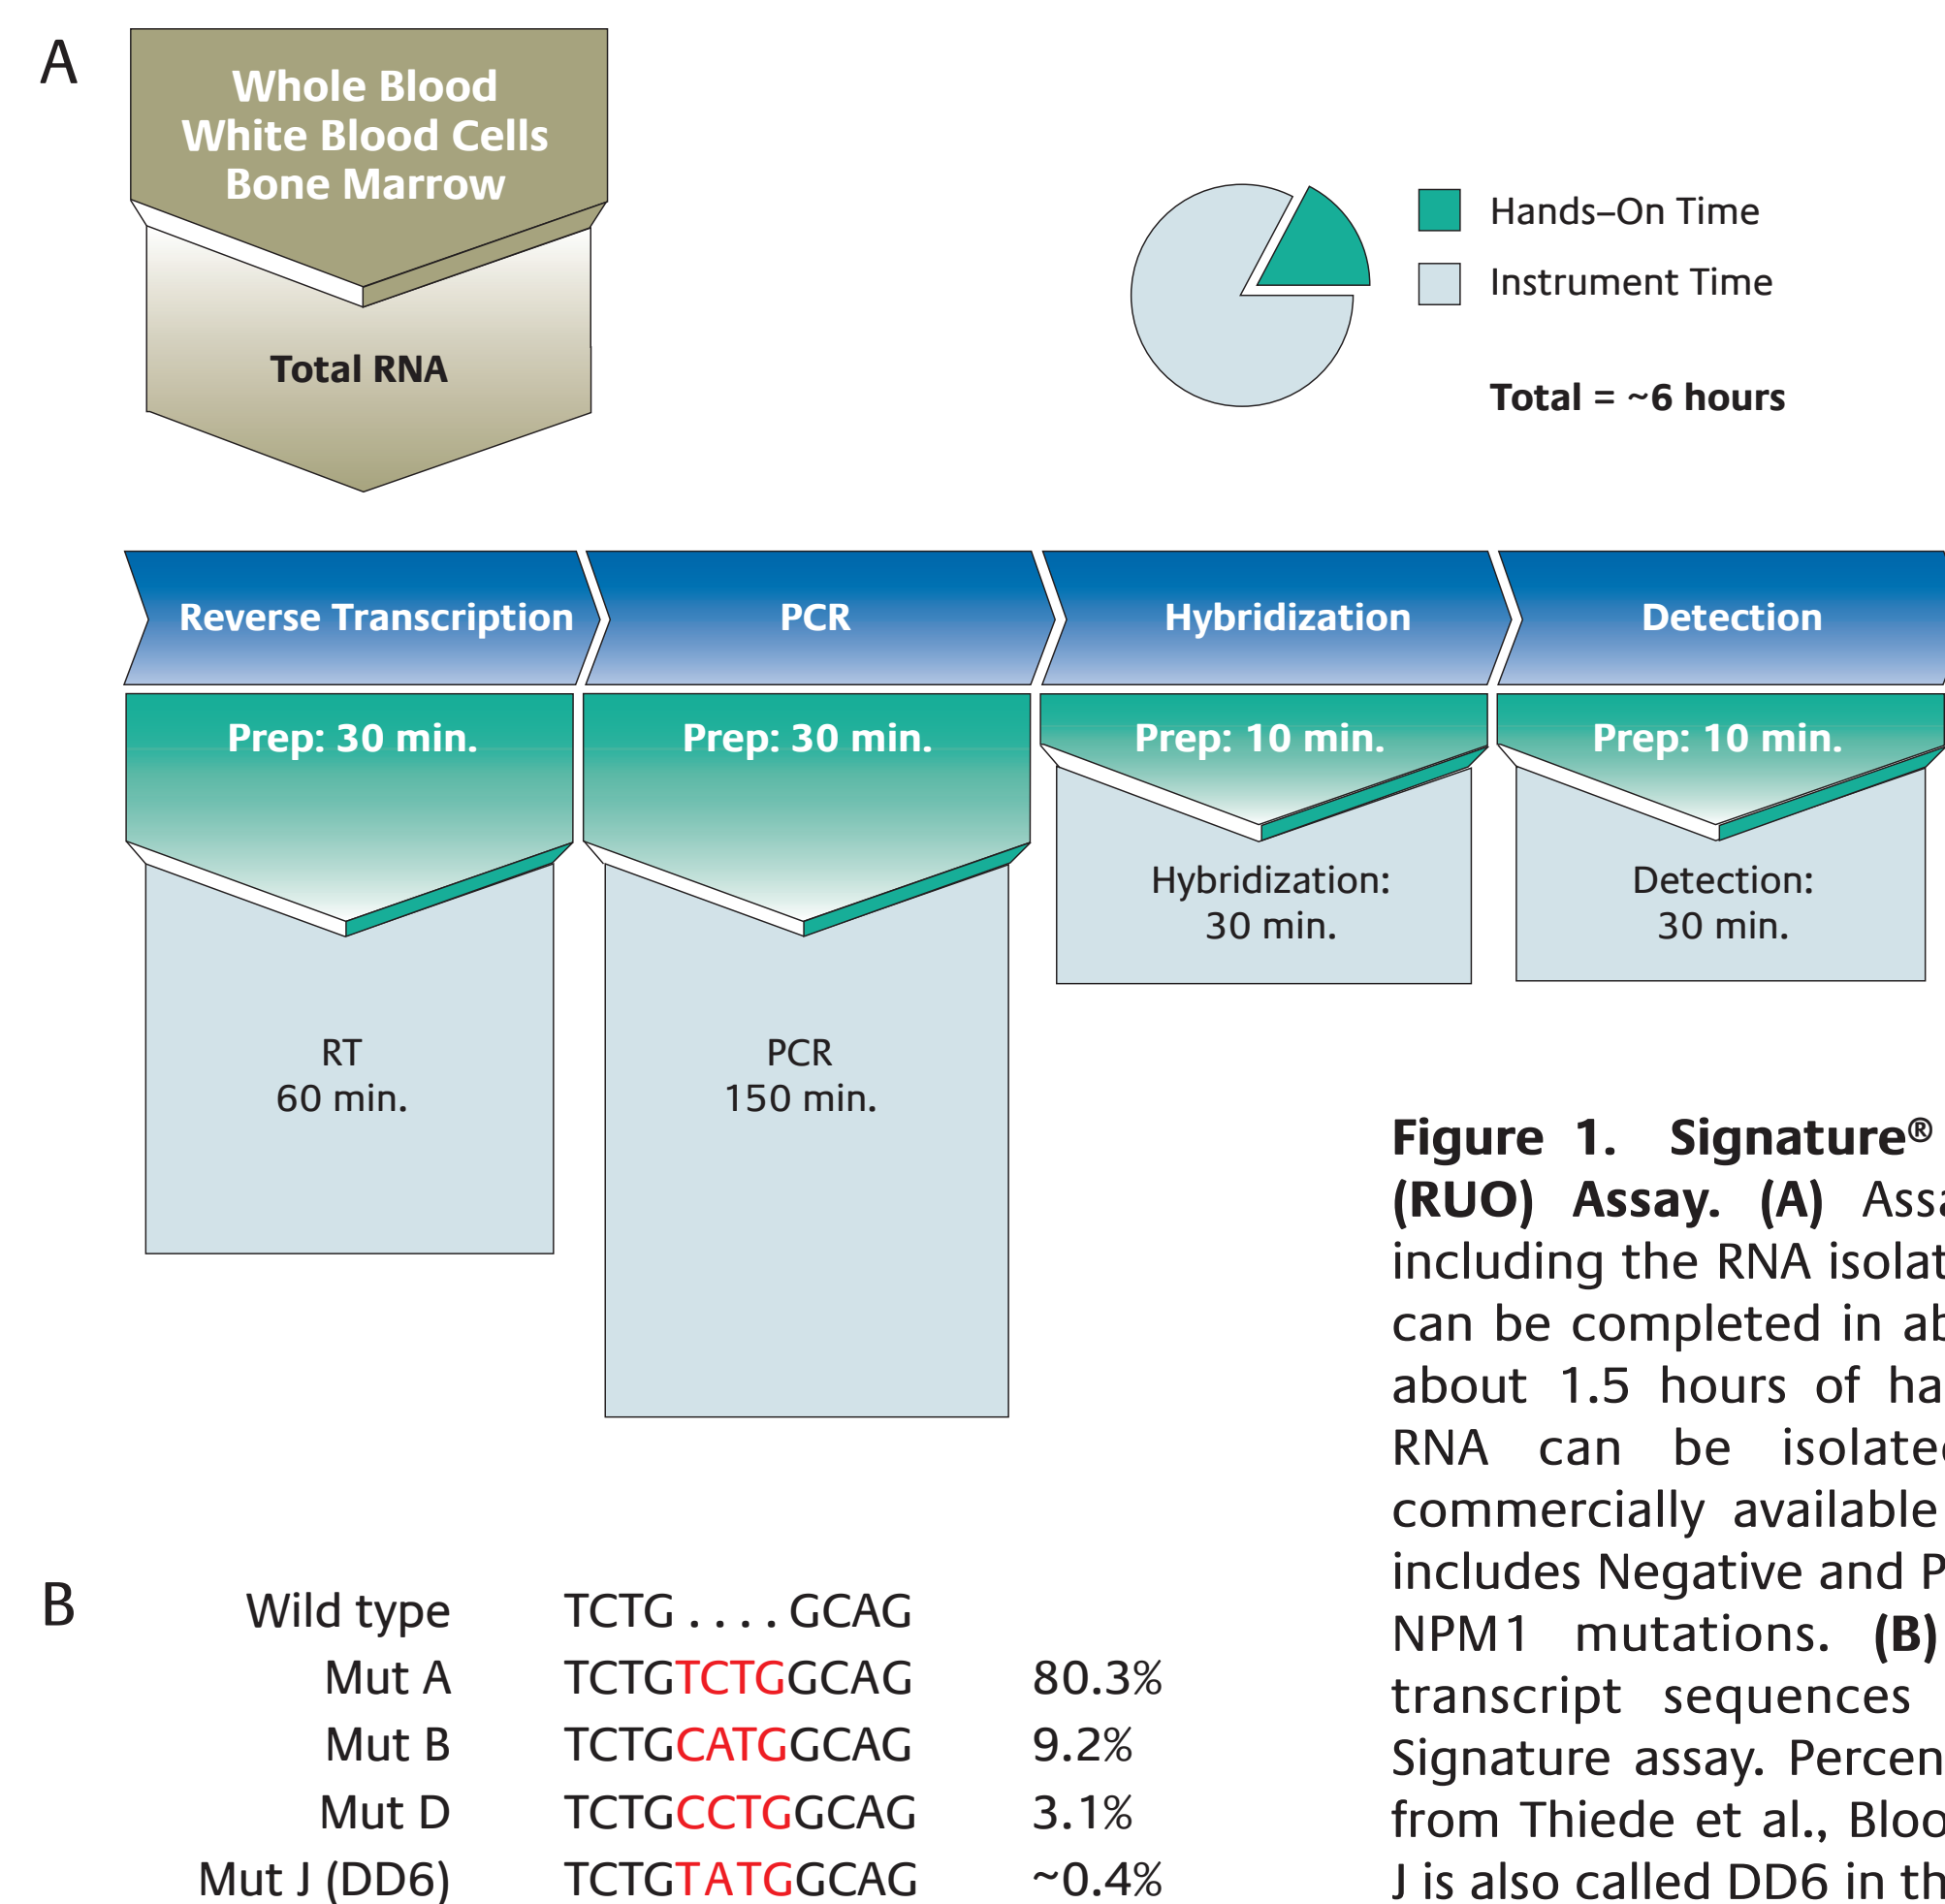 A
Whole Blood
White Blood Cells
Bone Marrow
Total RNA
Hands–On Time
Instrument Time
Total = ~6 hours
Reverse Transcription
PCR
Hybridization
Detection
Prep: 30 min.
Prep: 30 min.
Prep: 10 min.
Prep: 10 min.
RT
60 min.
PCR
150 min.
Hybridization:
30 min.
Detection:
30 min.
B
Wild type TCTG . . . . GCAG
Mut A TCTGTCTGGCAG 80.3%
Mut B TCTGCATGGCAG 9.2%
Mut D TCTGCCTGGCAG 3.1%
Mut J (DD6) TCTGTATGGCAG ~0.4%
Figure 1. Signature®
(RUO) Assay. (A)
including the RNA
can be completed in
about 1.5 hours of
RNA can be
commercially available
includes Negative and
NPM1 mutations. (B)
transcript sequences
Signature assay.
from Thiede et al.,
J is also called DD6 in